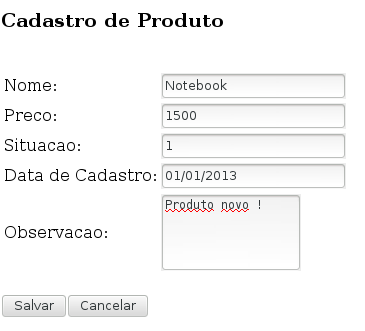 Cadastro de Produto
Nome: Notebook
Preco: 1500
Situacao: 1
Data de Cadastro: 01/01/2013
Observacao: Produto novo !
Salvar Cancelar